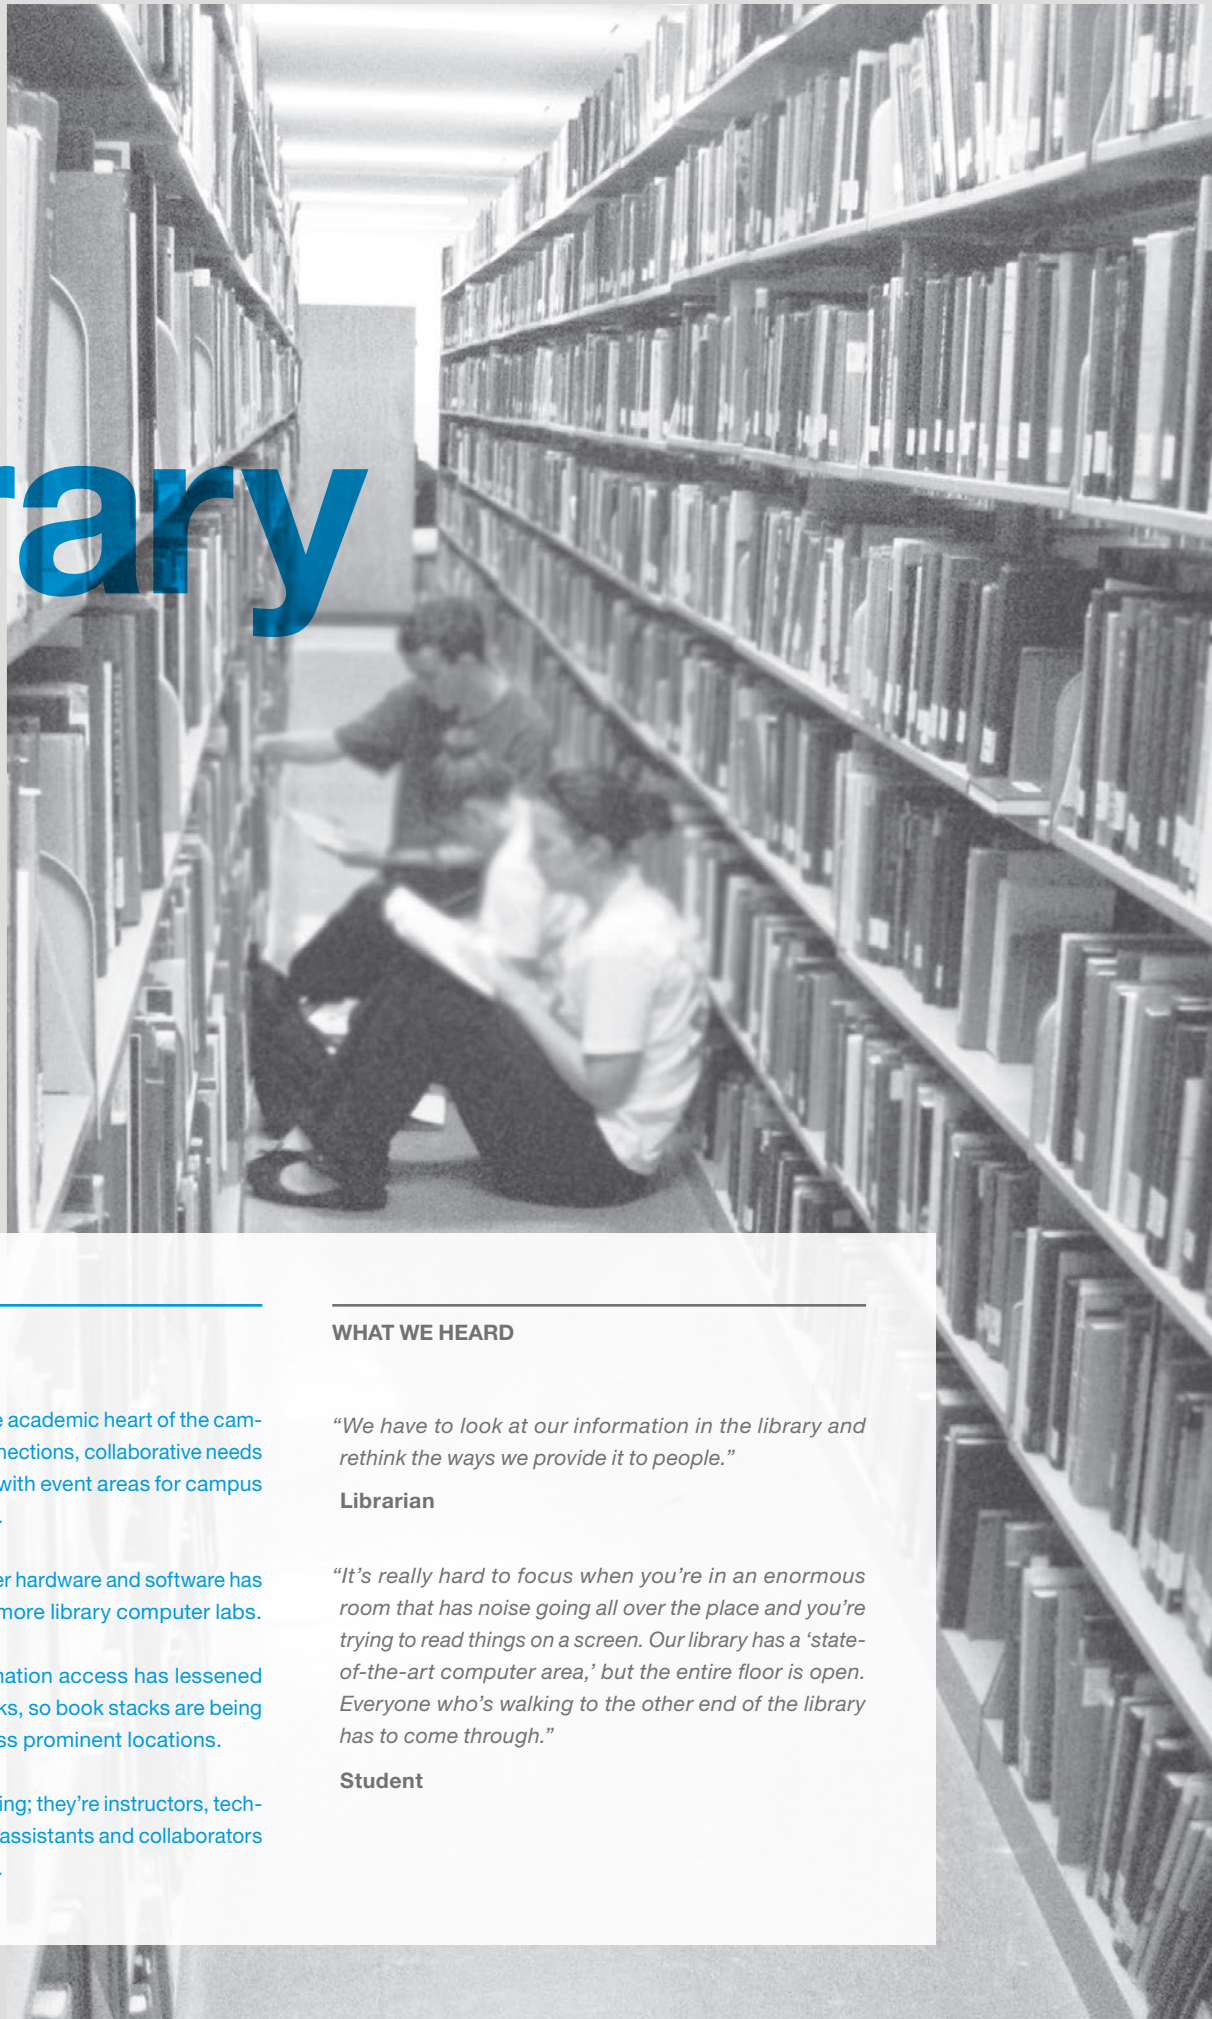 rary
academic heart of the cam-
nections, collaborative needs
with event areas for campus
.
hardware and software has
more library computer labs.
mation access has lessened
so book stacks are being
prominent locations.
they're instructors, tech-
assistants and collaborators
.
WHAT WE HEARD
“We have to look at our information in the library and
rethink the ways we provide it to people.”
Librarian
“It’s really hard to focus when you’re in an enormous
room that has noise going all over the place and you’re
trying to read things on a screen. Our library has a ‘state-
of-the-art computer area,’ but the entire floor is open.
Everyone who’s walking to the other end of the library
has to come through.”
Student